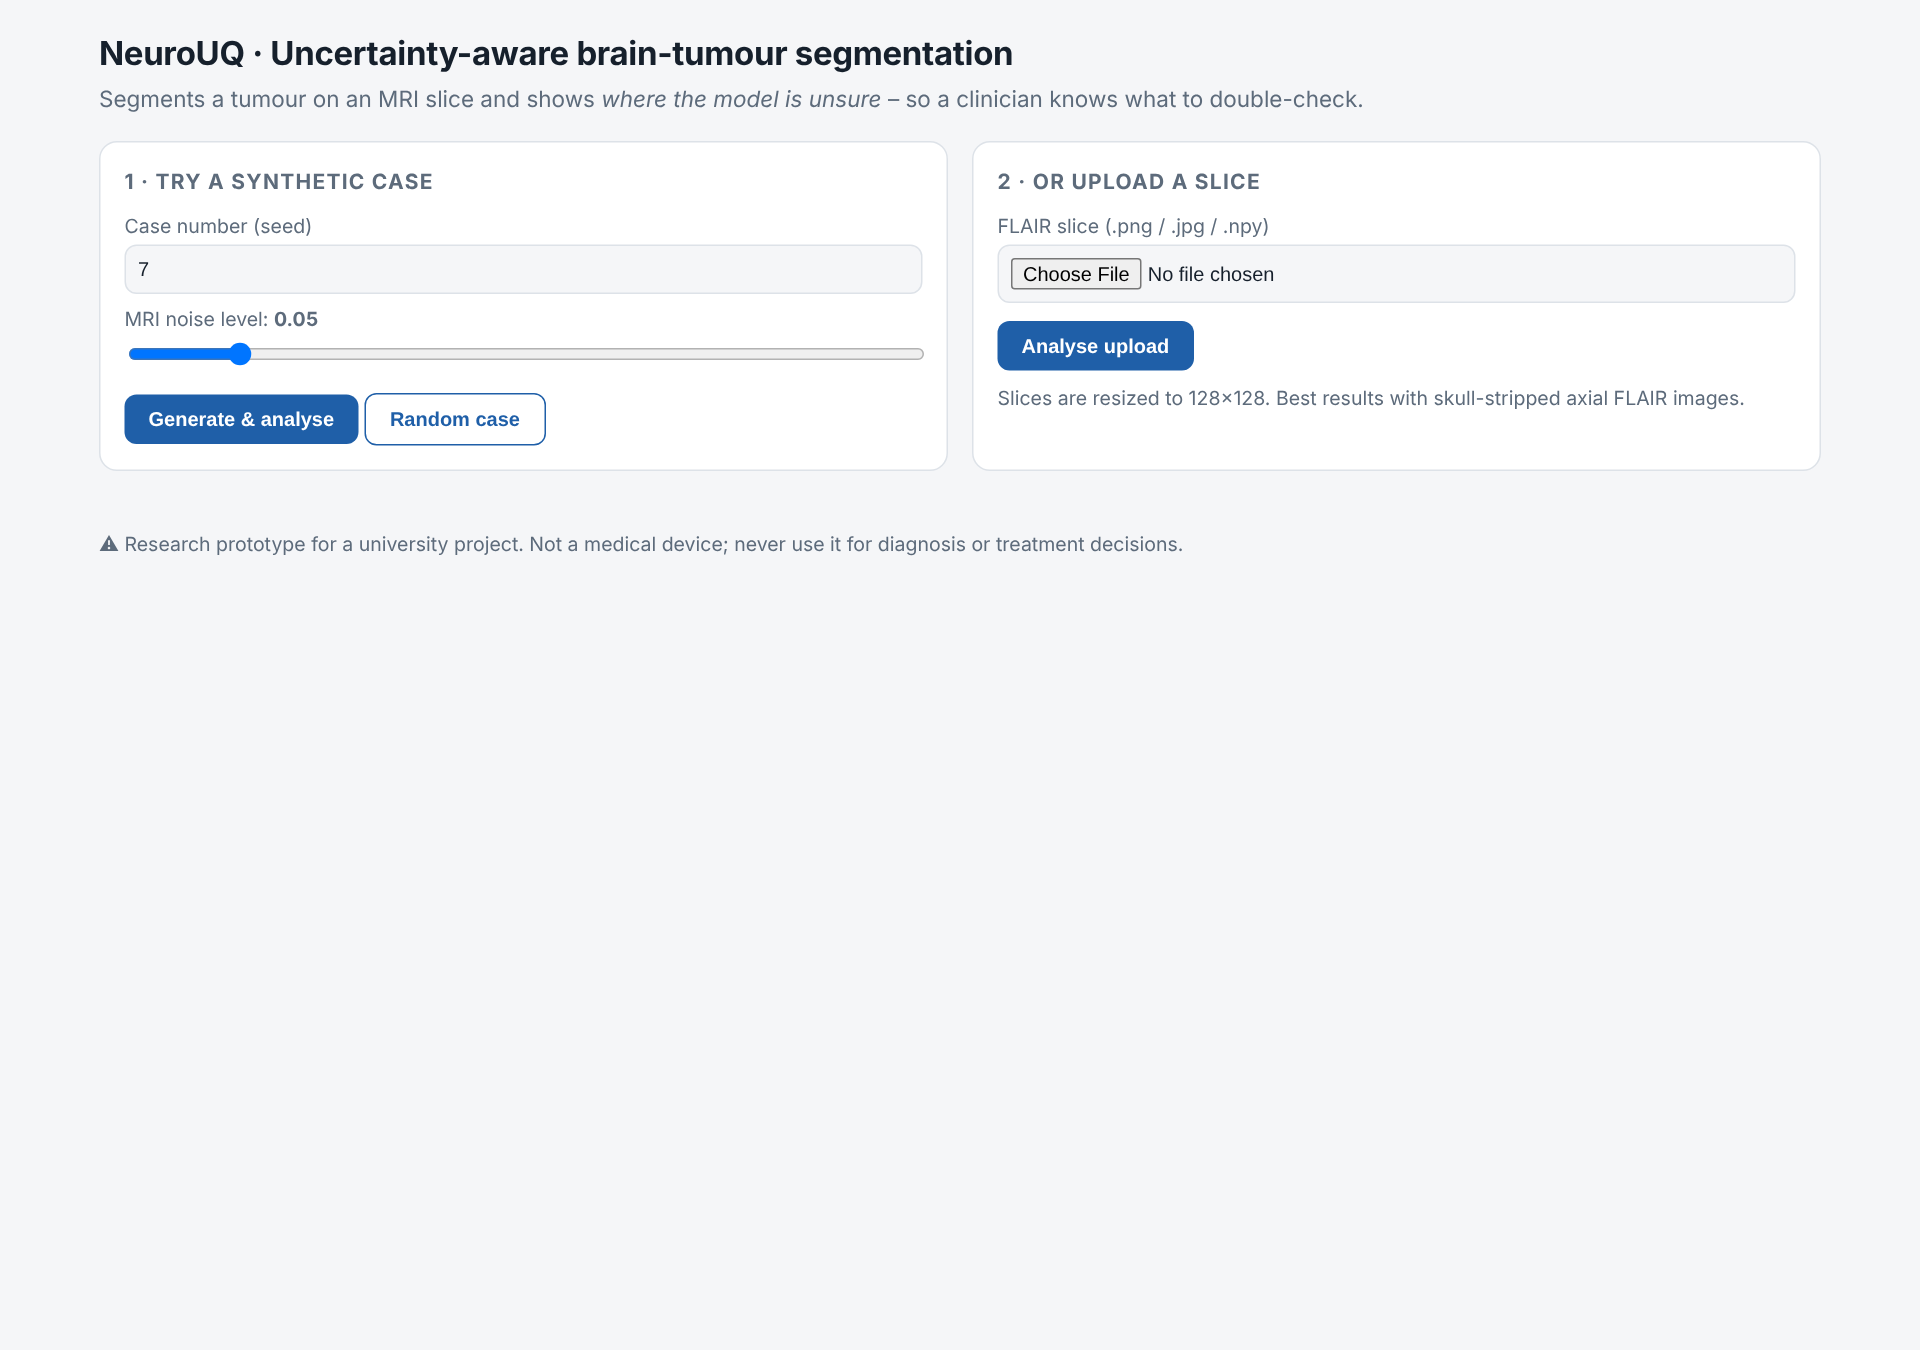 NeuroUQ · Uncertainty-aware brain-tumour segmentation
Segments a tumour on an MRI slice and shows where the model is unsure – so a clinician knows what to double-check.
1 · TRY A SYNTHETIC CASE
Case number (seed)
7
MRI noise level: 0.05
Generate & analyse
Random case
2 · OR UPLOAD A SLICE
FLAIR slice (.png / .jpg / .npy)
Choose File No file chosen
Analyse upload
Slices are resized to 128×128. Best results with skull-stripped axial FLAIR images.
⚠ Research prototype for a university project. Not a medical device; never use it for diagnosis or treatment decisions.